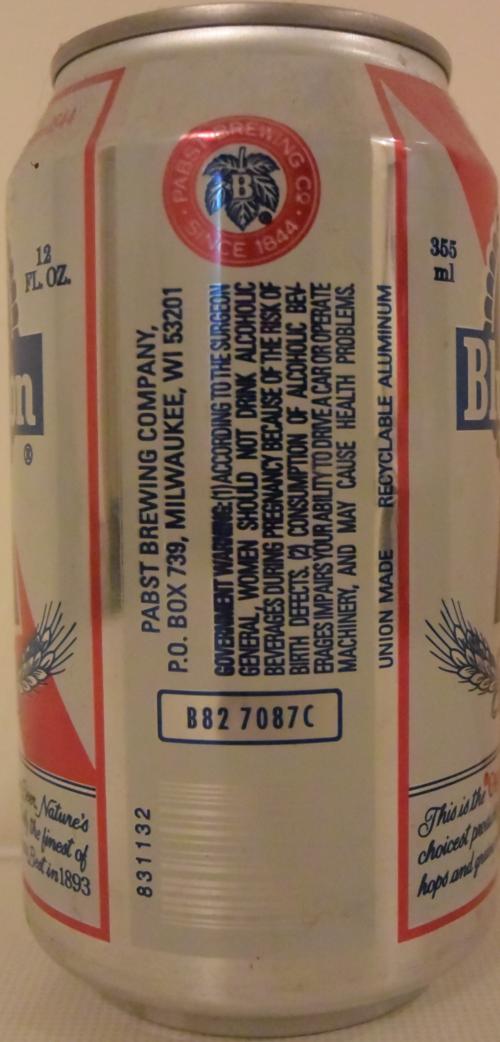 PABST BREWING CO.
SINCE 1844
B
12
FL. OZ.
355
ml
PABST BREWING COMPANY,
P.O. BOX 739, MILWAUKEE, WI 53201
GOVERNMENT WARNING: (1) ACCORDING TO THE SURGEON
GENERAL, WOMEN SHOULD NOT DRINK ALCOHOLIC
BEVERAGES DURING PREGNANCY BECAUSE OF THE RISK OF
BIRTH DEFECTS. (2) CONSUMPTION OF ALCOHOLIC BEV-
ERAGES IMPAIRS YOUR ABILITY TO DRIVE A CAR OR OPERATE
MACHINERY, AND MAY CAUSE HEALTH PROBLEMS.
UNION MADE RECYCLABLE ALUMINUM
B82 7087C
831132
®
Beer, Nature's
the finest of
Best in 1893
This is the
choicest
hops and